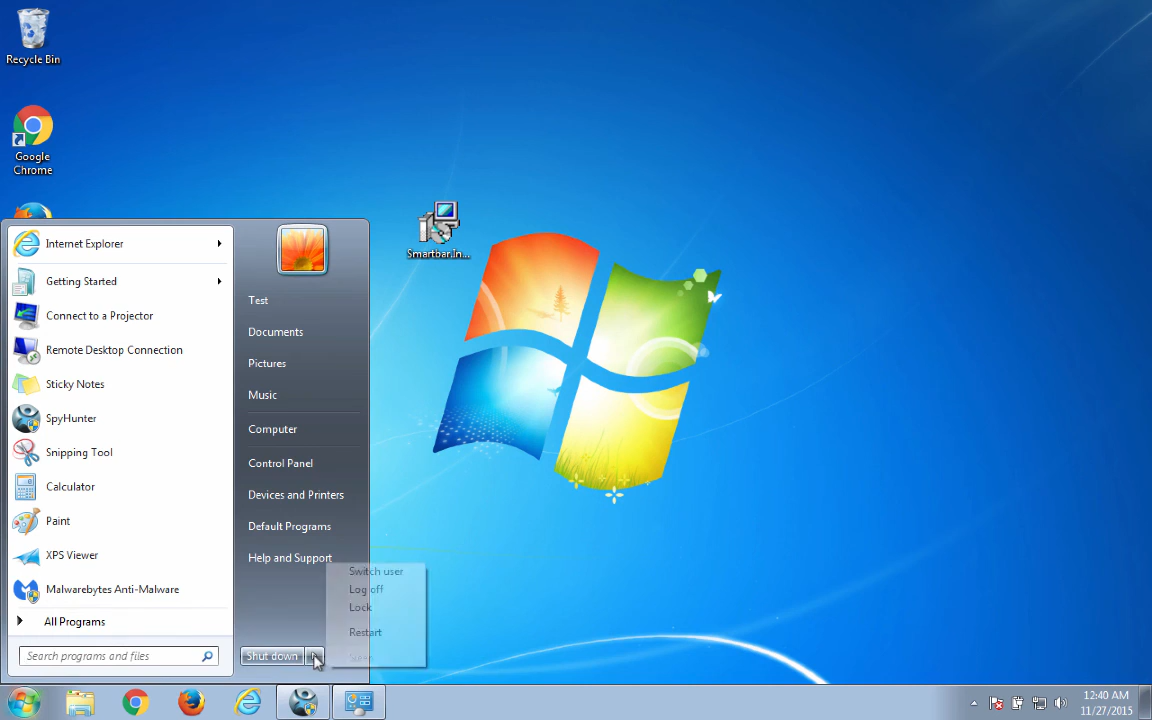 Recycle Bin
Google
Chrome
Smartbar.In...
Internet Explorer
Getting Started
Connect to a Projector
Remote Desktop Connection
Sticky Notes
SpyHunter
Snipping Tool
Calculator
Paint
XPS Viewer
Malwarebytes Anti-Malware
All Programs
Search programs and files
Test
Documents
Pictures
Music
Computer
Control Panel
Devices and Printers
Default Programs
Help and Support
Shut down
Switch user
Log off
Lock
Restart
12:40 AM
11/27/2015